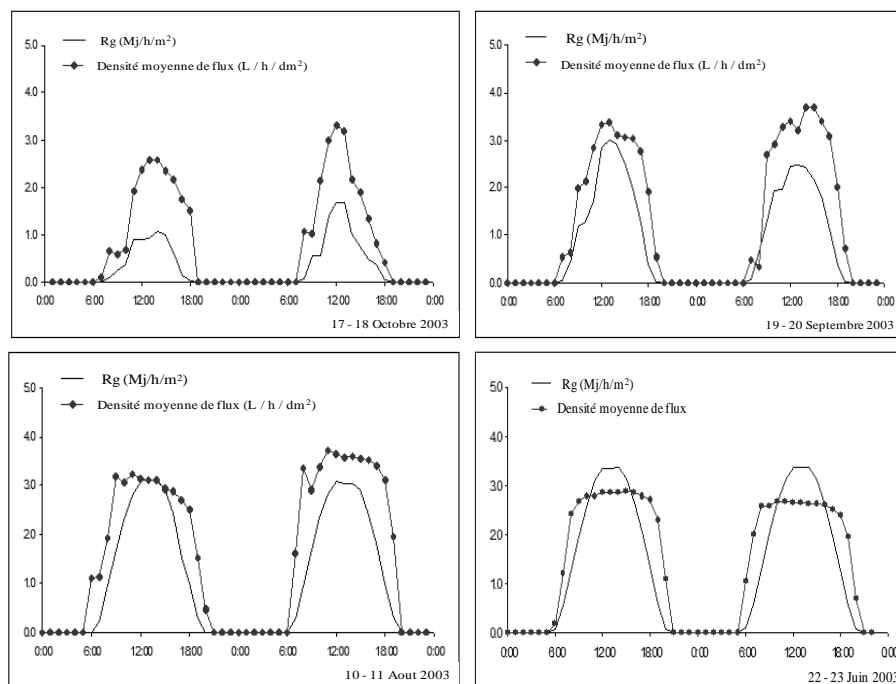 Rg (Mj/h/m²)
Densité moyenne de flux (L / h / dm²)
5.0
4.0
3.0
2.0
1.0
0.0
0:00 6:00 12:00 18:00 0:00 6:00 12:00 18:00 0:00
17 - 18 Octobre 2003
Rg (Mj/h/m²)
Densité moyenne de flux (L / h / dm²)
5.0
4.0
3.0
2.0
1.0
0.0
0:00 6:00 12:00 18:00 0:00 6:00 12:00 18:00 0:00
19 - 20 Septembre 2003
Rg (Mj/h/m²)
Densité moyenne de flux (L / h / dm²)
5.0
4.0
3.0
2.0
1.0
0.0
0:00 6:00 12:00 18:00 0:00 6:00 12:00 18:00 0:00
10 - 11 Aout 2003
Rg (Mj/h/m²)
Densité moyenne de flux
5.0
4.0
3.0
2.0
1.0
0.0
0:00 6:00 12:00 18:00 0:00 6:00 12:00 18:00 0:00
22 - 23 Juin 2003